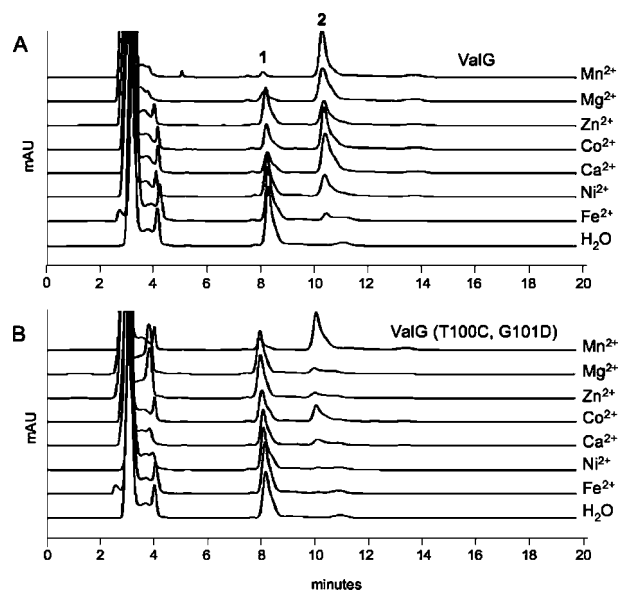 A
1
2
ValG
Mn²⁺
Mg²⁺
Zn²⁺
Co²⁺
Ca²⁺
Ni²⁺
Fe²⁺
H₂O
mAU
0 2 4 6 8 10 12 14 16 18 20
B
ValG (T100C, G101D)
Mn²⁺
Mg²⁺
Zn²⁺
Co²⁺
Ca²⁺
Ni²⁺
Fe²⁺
H₂O
mAU
0 2 4 6 8 10 12 14 16 18 20
minutes